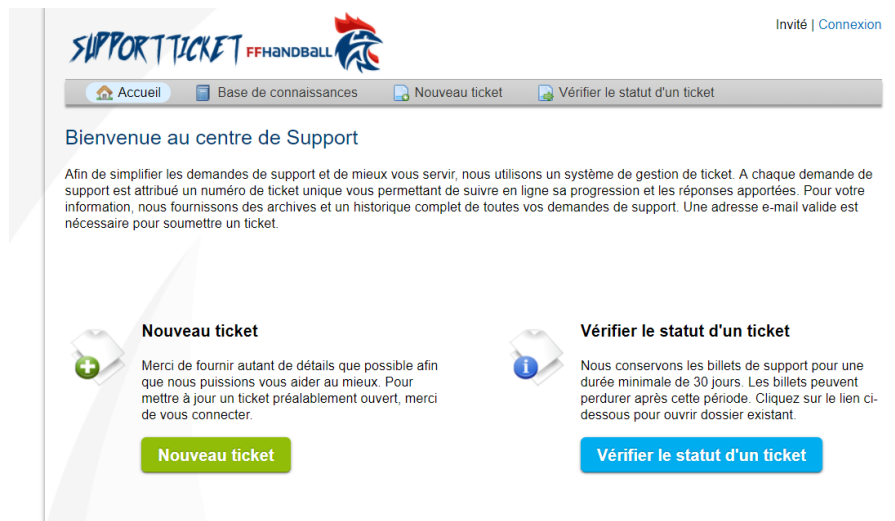 Invité | Connexion
SUPPORT TICKET FFHANDBALL
Accueil Base de connaissances Nouveau ticket Vérifier le statut d'un ticket
Bienvenue au centre de Support
Afin de simplifier les demandes de support et de mieux vous servir, nous utilisons un système de gestion de ticket. A chaque demande de
support est attribué un numéro de ticket unique vous permettant de suivre en ligne sa progression et les réponses apportées. Pour votre
information, nous fournissons des archives et un historique complet de toutes vos demandes de support. Une adresse e-mail valide est
nécessaire pour soumettre un ticket.
Nouveau ticket
Merci de fournir autant de détails que possible afin
que nous puissions vous aider au mieux. Pour
mettre à jour un ticket préalablement ouvert, merci
de vous connecter.
Nouveau ticket
Vérifier le statut d'un ticket
Nous conservons les billets de support pour une
durée minimale de 30 jours. Les billets peuvent
perdurer après cette période. Cliquez sur le lien ci-
dessous pour ouvrir dossier existant.
Vérifier le statut d'un ticket